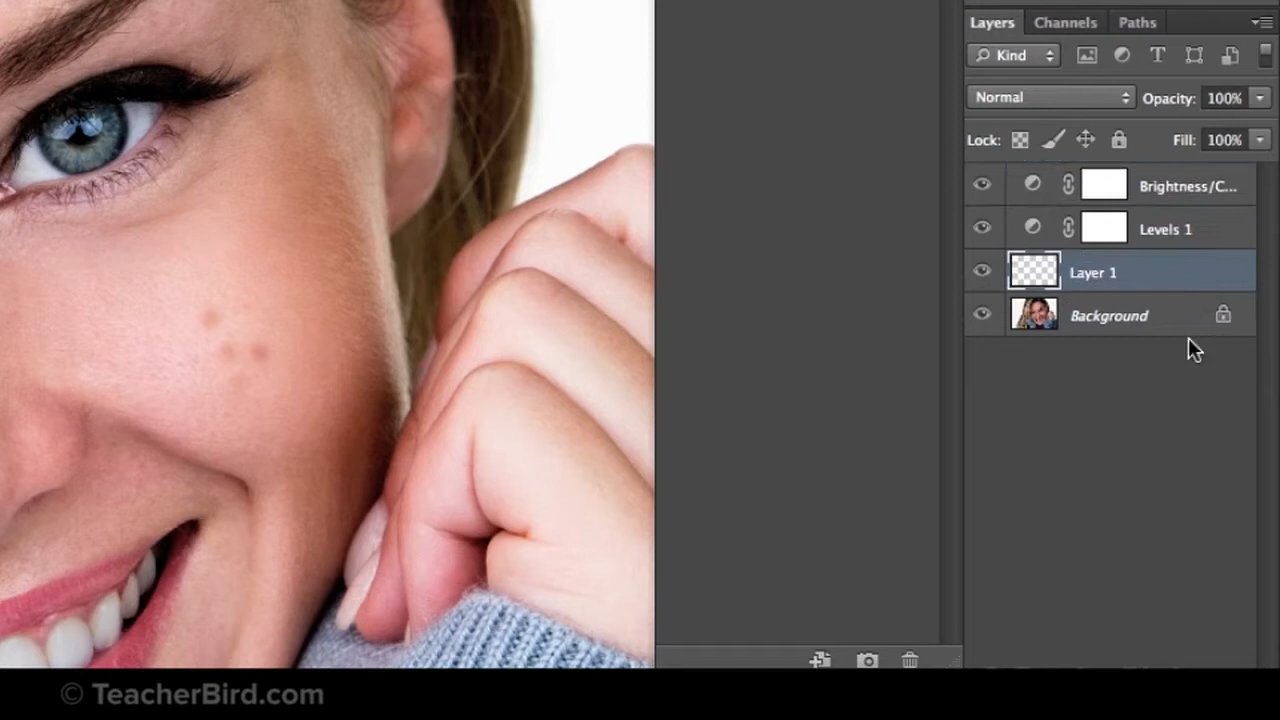 Layers Channels Paths
Kind T
Normal Opacity: 100%
Lock: Fill: 100%
Brightness/C...
Levels 1
Layer 1
Background
© TeacherBird.com